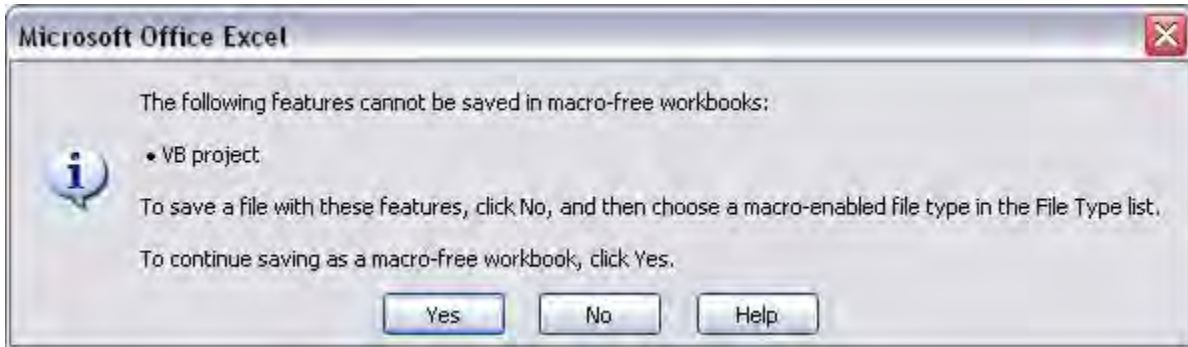 Microsoft Office Excel
The following features cannot be saved in macro-free workbooks:
• VB project
To save a file with these features, click No, and then choose a macro-enabled file type in the File Type list.
To continue saving as a macro-free workbook, click Yes.
Yes No Help